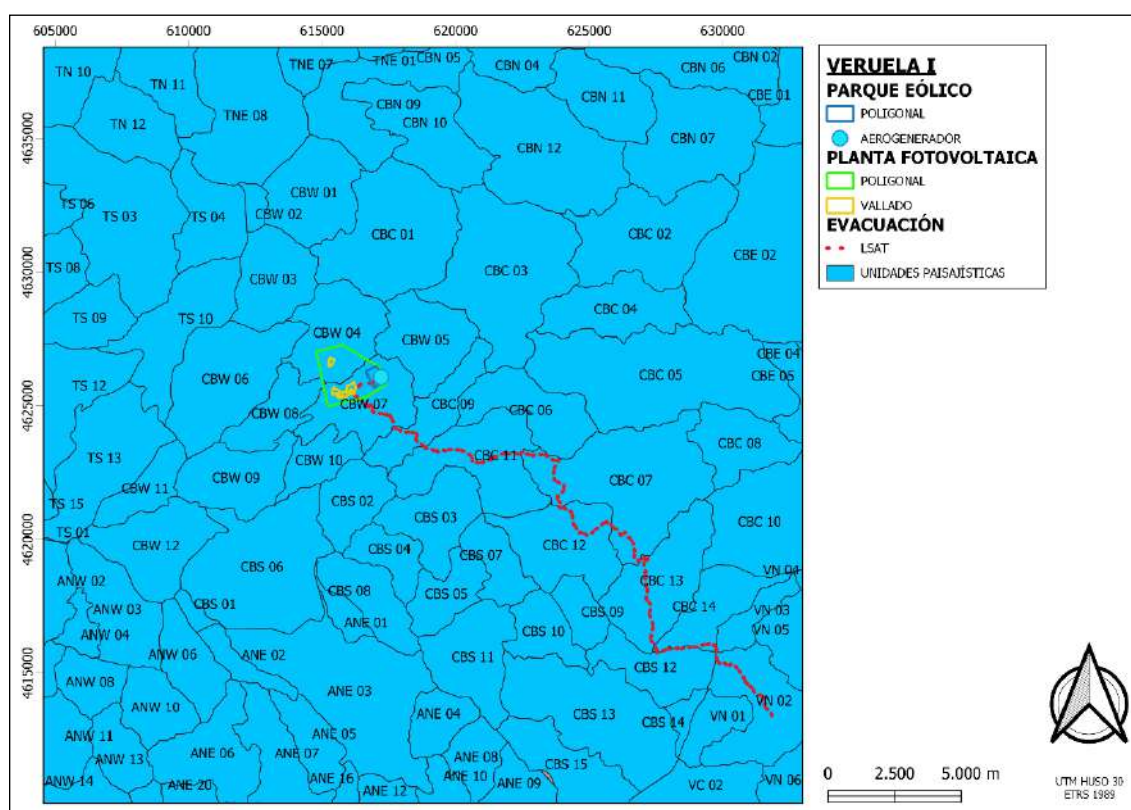 605000 610000 615000 620000 625000 630000
4635000
4630000
4625000
4620000
4615000
TN 10
TN 11
TNE 07
TNE 01
CBN 05
CBN 04
CBN 06
CBN 02
CBE 01
TN 12
TNE 08
CBN 09
CBN 10
CBN 11
CBN 12
CBN 07
TS 03
TS 04
CBW 01
CBW 02
CBC 01
CBC 02
CBE 02
TS 08
CBW 03
CBC 03
TS 09
TS 10
CBW 04
CBW 05
CBC 04
CBE 04
TS 12
CBW 06
CBC 05
CBW 08
CBW 07
CBC 09
CBC 06
TS 13
CBW 10
CBC 11
CBC 08
CBW 09
CBW 11
CBC 07
TS 15
CBS 02
CBS 03
CBC 10
TS 01
CBW 12
CBS 04
CBS 07
CBC 12
ANW 02
CBS 06
CBS 08
CBS 05
CBC 13
VN 04
ANW 03
CBS 01
ANE 01
CBS 09
CBC 14
VN 03
ANW 04
CBS 10
VN 05
ANW 06
ANE 02
CBS 11
CBS 12
ANW 08
ANE 03
VN 02
ANW 10
ANE 04
CBS 13
CBS 14
VN 01
ANW 11
ANE 05
ANW 13
ANE 06
ANE 07
ANE 08
CBS 15
ANW 14
ANE 20
ANE 16
ANE 12
ANE 10
ANE 09
VC 02
VN 06
VERUELA I
PARQUE EÓLICO
POLIGONAL
AEROGENERADOR
PLANTA FOTOVOLTAICA
POLIGONAL
VALLADO
EVACUACIÓN
LSAT
UNIDADES PAISAJÍSTICAS
0 2.500 5.000 m
UTM HUSO 30
ETRS 1989